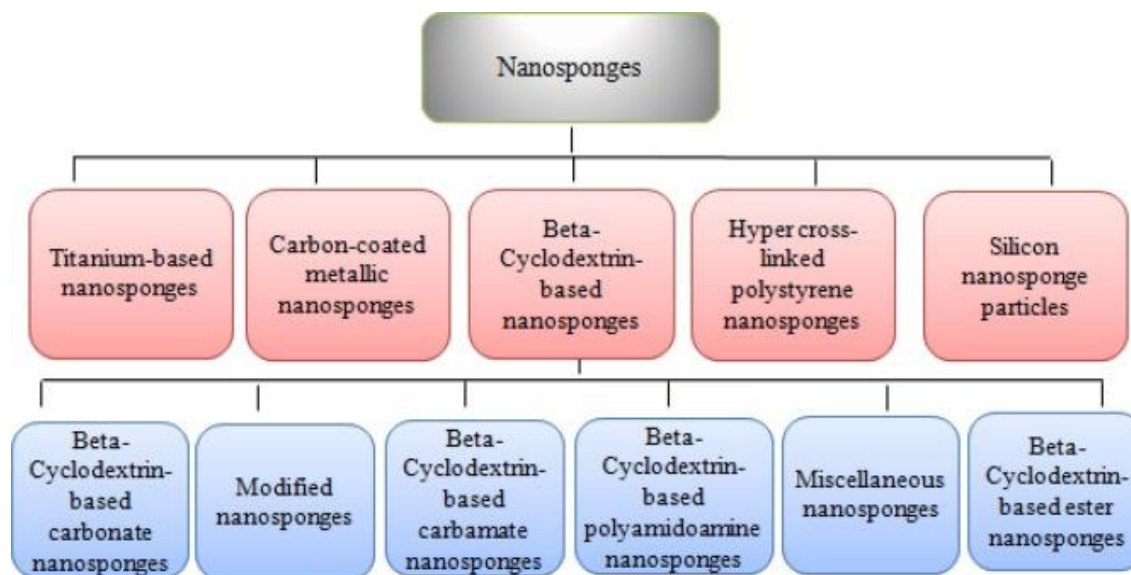 Nanosponges
Titanium-based
nanosponges
Carbon-coated
metallic
nanosponges
Beta-
Cyclodextrin-
based
nanosponges
Hyper cross-
linked
polystyrene
nanosponges
Silicon
nanosponge
particles
Beta-
Cyclodextrin-
based
carbonate
nanosponges
Modified
nanosponges
Beta-
Cyclodextrin-
based
carbamate
nanosponges
Beta-
Cyclodextrin-
based
polyamidoamine
nanosponges
Miscellaneous
nanosponges
Beta-
Cyclodextrin-
based ester
nanosponges